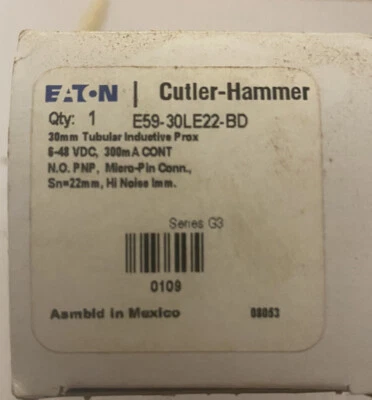 EATON | Cutler-Hammer
Qty: 1 E59-30LE22-BD
30mm Tubular Inductive Prox
6-48 VDC, 300mA CONT
N.O. PNP, Micro-Pin Conn.,
Sn=22mm, Hi Noise Imm.
Series G3
0109
Asmbld in Mexico 08053